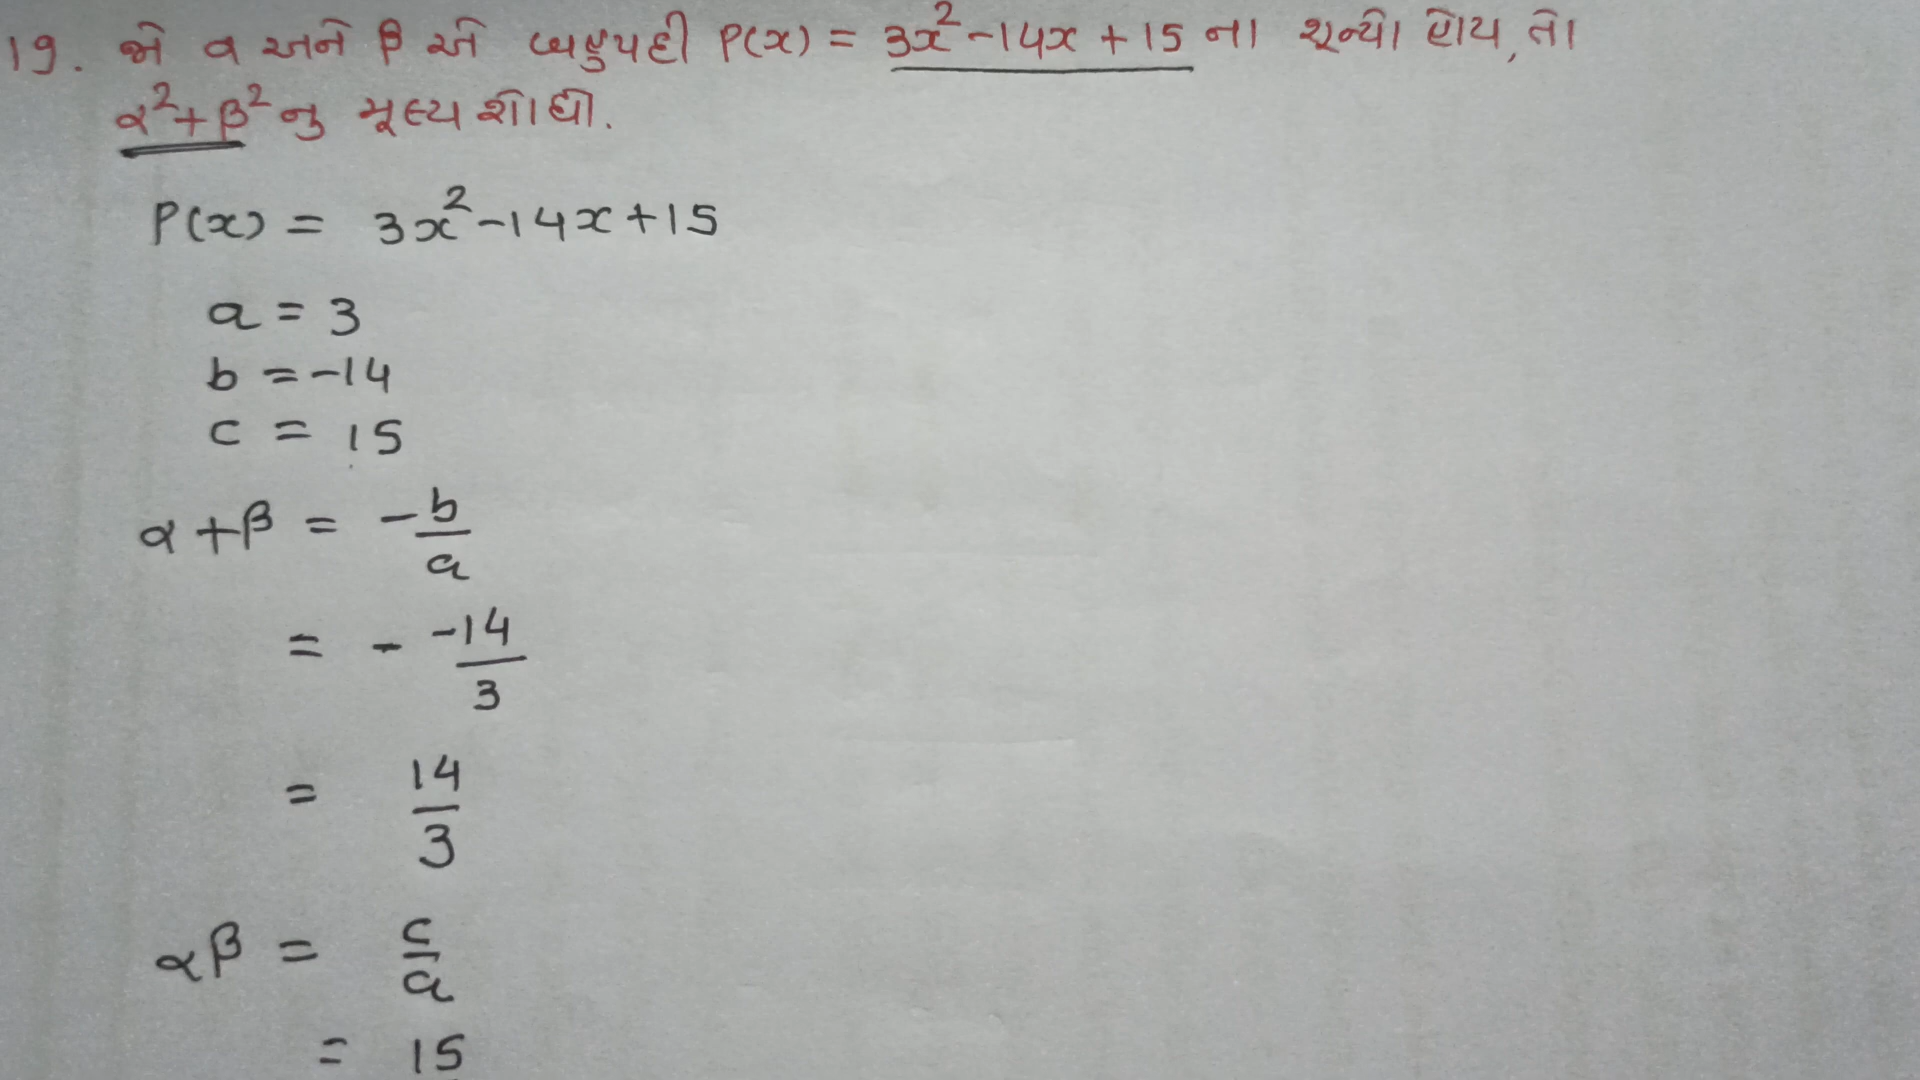 19. જો α અને β એ બહુપદી P(x) = 3x² - 14x + 15 ના શૂન્યો હોય, તો
α² + β² નુ મૂલ્ય શોધો.
P(x) = 3x² - 14x + 15
a = 3
b = -14
c = 15
α + β = -b/a
= - -14/3
= 14/3
αβ = c/a
= 15